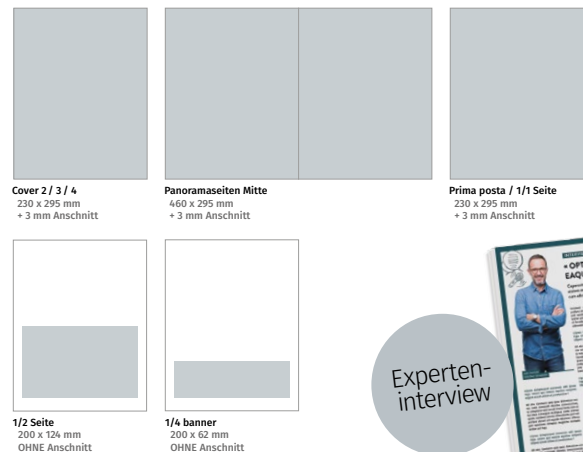 Cover 2 / 3 / 4
230 x 295 mm
+ 3 mm Anschnitt
Panoramaseiten Mitte
460 x 295 mm
+ 3 mm Anschnitt
Prima posta / 1/1 Seite
230 x 295 mm
+ 3 mm Anschnitt
1/2 Seite
200 x 124 mm
OHNE Anschnitt
1/4 banner
200 x 62 mm
OHNE Anschnitt
Experten-
interview